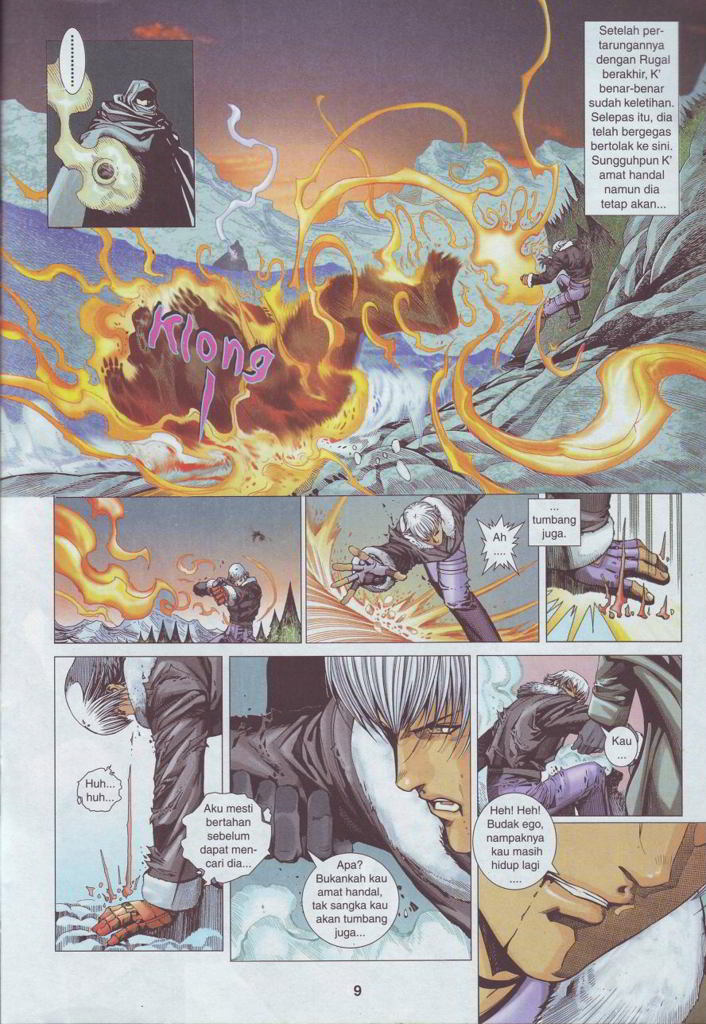 .........
Setelah per-
tarungannya
dengan Rugal
berakhir, K'
benar-benar
sudah keletihan.
Selepas itu, dia
telah bergegas
bertolak ke sini.
Sungguhpun K'
amat handal
namun dia
tetap akan...
Klong
!
Ah
....
...
tumbang
juga.
Huh...
huh...
Aku mesti
bertahan
sebelum
dapat men-
cari dia...
Apa?
Bukankah kau
amat handal,
tak sangka kau
akan tumbang
juga...
Kau
...
Heh! Heh!
Budak ego,
nampaknya
kau masih
hidup lagi
....
9